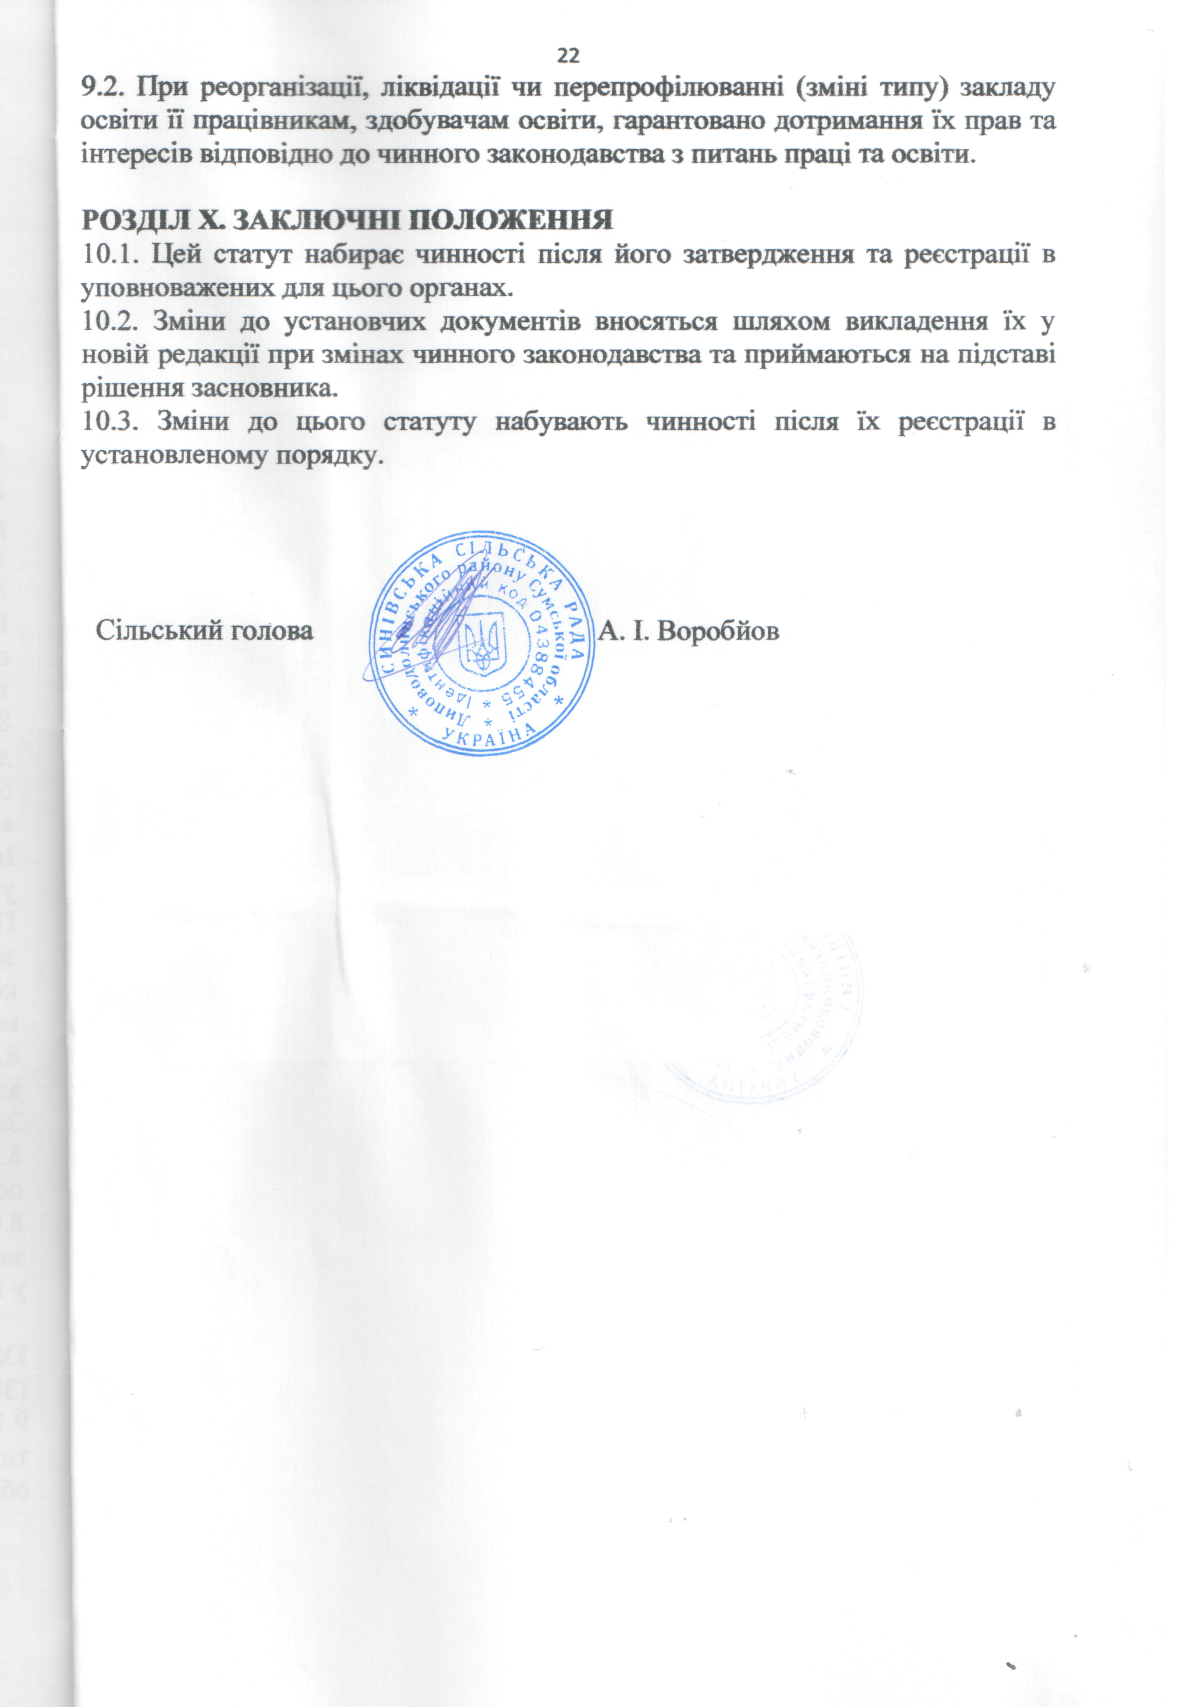 22
9.2. При реорганізації, ліквідації чи перепрофілюванні (зміні типу) закладу
освіти її працівникам, здобувачам освіти, гарантовано дотримання їх прав та
інтересів відповідно до чинного законодавства з питань праці та освіти.
РОЗДІЛ X. ЗАКЛЮЧНІ ПОЛОЖЕННЯ
10.1. Цей статут набирає чинності після його затвердження та реєстрації в
уповноважених для цього органах.
10.2. Зміни до установчих документів вносяться шляхом викладення їх у
новій редакції при змінах чинного законодавства та приймаються на підставі
рішення засновника.
10.3. Зміни до цього статуту набувають чинності після їх реєстрації в
установленому порядку.
Сільський голова
А. І. Воробйов
СИНІВСЬКА СІЛЬСЬКА РАДА
* УКРАЇНА *
Липоводолинського району Сумської області *
Ідентифікаційний код 04388455 *